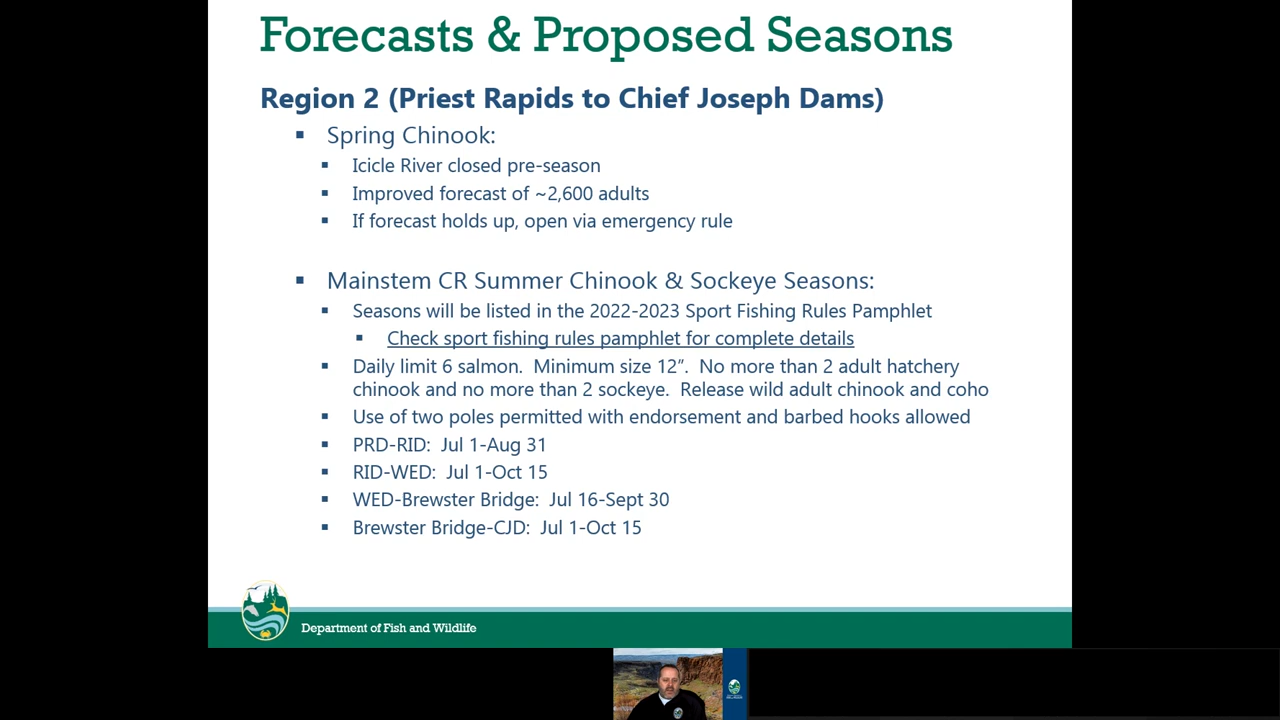 Forecasts & Proposed Seasons
Region 2 (Priest Rapids to Chief Joseph Dams)
Spring Chinook:
Icicle River closed pre-season
Improved forecast of ~2,600 adults
If forecast holds up, open via emergency rule
Mainstem CR Summer Chinook & Sockeye Seasons:
Seasons will be listed in the 2022-2023 Sport Fishing Rules Pamphlet
Check sport fishing rules pamphlet for complete details
Daily limit 6 salmon.  Minimum size 12”.  No more than 2 adult hatchery
chinook and no more than 2 sockeye.  Release wild adult chinook and coho
Use of two poles permitted with endorsement and barbed hooks allowed
PRD-RID:  Jul 1-Aug 31
RID-WED:  Jul 1-Oct 15
WED-Brewster Bridge:  Jul 16-Sept 30
Brewster Bridge-CJD:  Jul 1-Oct 15
Department of Fish and Wildlife